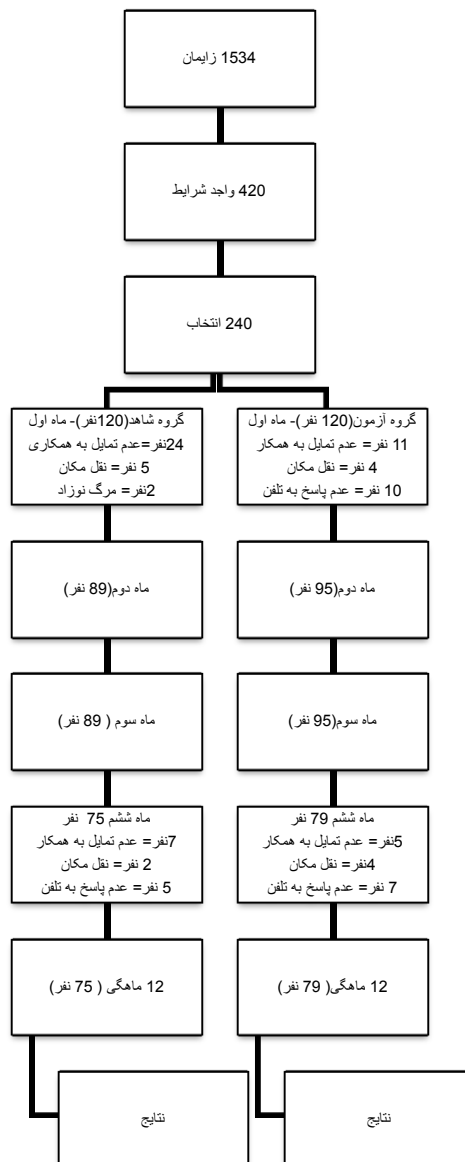 1534 زایمان
420 واجد شرایط
240 انتخاب
گروه آزمون(120 نفر)- ماه اول
11 نفر= عدم تمایل به همکار
4 نفر= نقل مکان
10 نفر= عدم پاسخ به تلفن
گروه شاهد(120نفر)- ماه اول
24نفر=عدم تمایل به همکاری
5 نفر= نقل مکان
2نفر= مرگ نوزاد
ماه دوم(95 نفر)
ماه دوم(89 نفر)
ماه سوم(95 نفر)
ماه سوم ( 89 نفر)
ماه ششم 79 نفر
5نفر= عدم تمایل به همکار
4نفر= نقل مکان
7 نفر= عدم پاسخ به تلفن
ماه ششم 75 نفر
7نفر= عدم تمایل به همکار
2 نفر= نقل مکان
5 نفر= عدم پاسخ به تلفن
12 ماهگی( 79 نفر)
12 ماهگی ( 75 نفر)
نتایج
نتایج